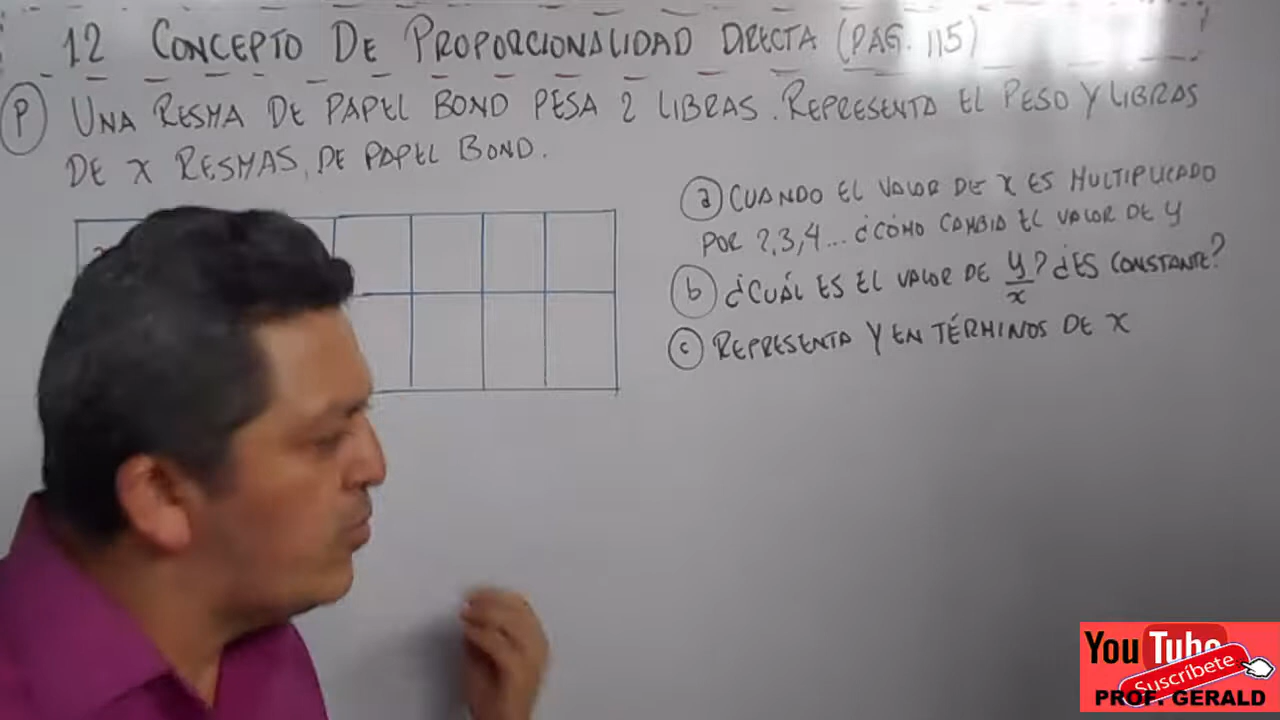 12 CONCEPTO DE PROPORCIONALIDAD DIRECTA (PAG. 115)
P UNA RESMA DE PAPEL BOND PESA 2 LIBRAS. REPRESENTA EL PESO Y LIBRAS
DE X RESMAS, DE PAPEL BOND.
a CUANDO EL VALOR DE X ES MULTIPLICADO
POR 2,3,4... ¿CÓMO CAMBIA EL VALOR DE Y
b ¿CUÁL ES EL VALOR DE y/x? ¿ES CONSTANTE?
c REPRESENTA Y EN TÉRMINOS DE X
YouTube
Suscríbete
PROF. GERALD